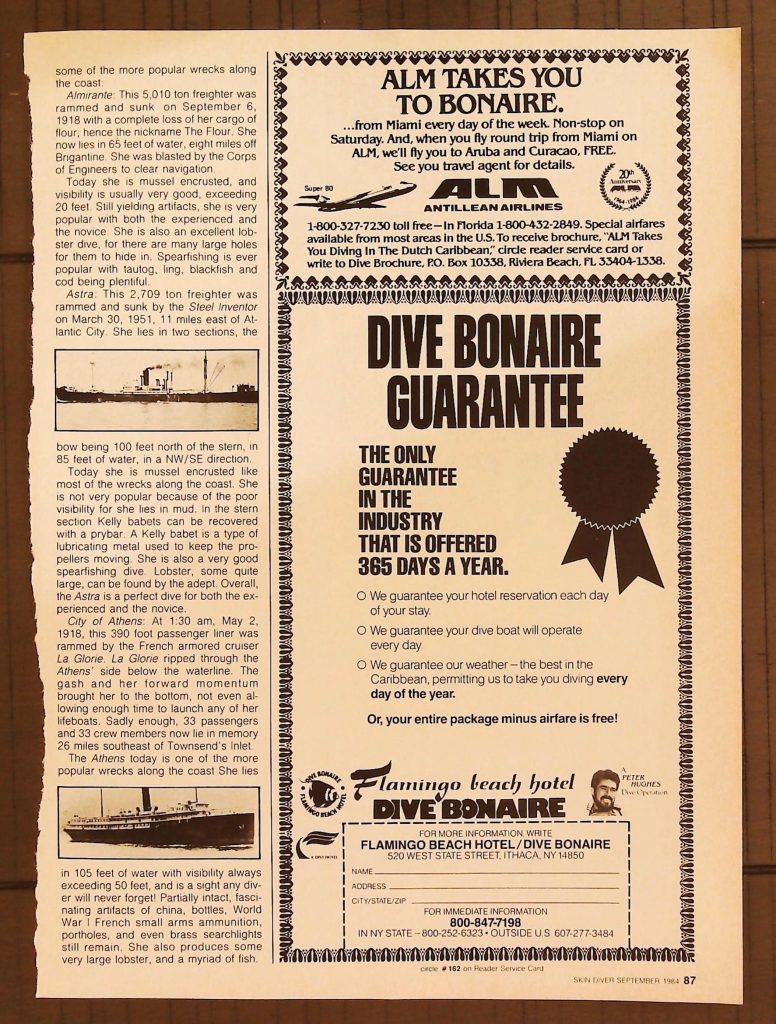 some of the more popular wrecks along
the coast:
Almirante: This 5,010 ton freighter was
rammed and sunk on September 6,
1918 with a complete loss of her cargo of
flour, hence the nickname The Flour. She
now lies in 65 feet of water, eight miles off
Brigantine. She was blasted by the Corps
of Engineers to clear navigation.
Today she is mussel encrusted, and
visibility is usually very good, exceeding
20 feet. Still yielding artifacts, she is very
popular with both the experienced and
the novice. She is also an excellent lob-
ster dive, for there are many large holes
for them to hide in. Spearfishing is ever
popular with tautog, ling, blackfish and
cod being plentiful.
Astra: This 2,709 ton freighter was
rammed and sunk by the Steel Inventor
on March 30, 1951, 11 miles east of At-
lantic City. She lies in two sections, the
bow being 100 feet north of the stern, in
85 feet of water, in a NW/SE direction.
Today she is mussel encrusted like
most of the wrecks along the coast. She
is not very popular because of the poor
visibility for she lies in mud. In the stern
section Kelly babets can be recovered
with a prybar. A Kelly babet is a type of
lubricating metal used to keep the pro-
pellers moving. She is also a very good
spearfishing dive. Lobster, some quite
large, can be found by the adept. Overall,
the Astra is a perfect dive for both the ex-
perienced and the novice.
City of Athens: At 1:30 am, May 2,
1918, this 390 foot passenger liner was
rammed by the French armored cruiser
La Glorie. La Glorie ripped through the
Athens' side below the waterline. The
gash and her forward momentum
brought her to the bottom, not even al-
lowing enough time to launch any of her
lifeboats. Sadly enough, 33 passengers
and 33 crew members now lie in memory
26 miles southeast of Townsend's Inlet.
The Athens today is one of the more
popular wrecks along the coast She lies
in 105 feet of water with visibility always
exceeding 50 feet, and is a sight any div-
er will never forget! Partially intact, fasci-
nating artifacts of china, bottles, World
War I French small arms ammunition,
portholes, and even brass searchlights
still remain. She also produces some
very large lobster, and a myriad of fish.
ALM TAKES YOU
TO BONAIRE.
...from Miami every day of the week. Non-stop on
Saturday. And, when you fly round trip from Miami on
ALM, we'll fly you to Aruba and Curacao, FREE.
See you travel agent for details.
Super 80
ALM
ANTILLEAN AIRLINES
20th
Anniversary
ALM
1964-1984
1-800-327-7230 toll free—In Florida 1-800-432-2849. Special airfares
available from most areas in the U.S. To receive brochure, "ALM Takes
You Diving In The Dutch Caribbean," circle reader service card or
write to Dive Brochure, P.O. Box 10338, Riviera Beach, FL 33404-1338.
DIVE BONAIRE
GUARANTEE
THE ONLY
GUARANTEE
IN THE
INDUSTRY
THAT IS OFFERED
365 DAYS A YEAR.
We guarantee your hotel reservation each day
of your stay.
We guarantee your dive boat will operate
every day.
We guarantee our weather – the best in the
Caribbean, permitting us to take you diving every
day of the year.
Or, your entire package minus airfare is free!
DIVE BONAIRE
FLAMINGO BEACH HOTEL
Flamingo beach hotel
DIVE BONAIRE
A
PETER
HUGHES
Dive Operation
FOR MORE INFORMATION, WRITE
FLAMINGO BEACH HOTEL/DIVE BONAIRE
520 WEST STATE STREET, ITHACA, NY 14850
NAME
ADDRESS
CITY/STATE/ZIP
FOR IMMEDIATE INFORMATION
800-847-7198
IN NY STATE – 800-252-6323 • OUTSIDE U.S. 607-277-3484
circle #162 on Reader Service Card
SKIN DIVER SEPTEMBER 1984 87